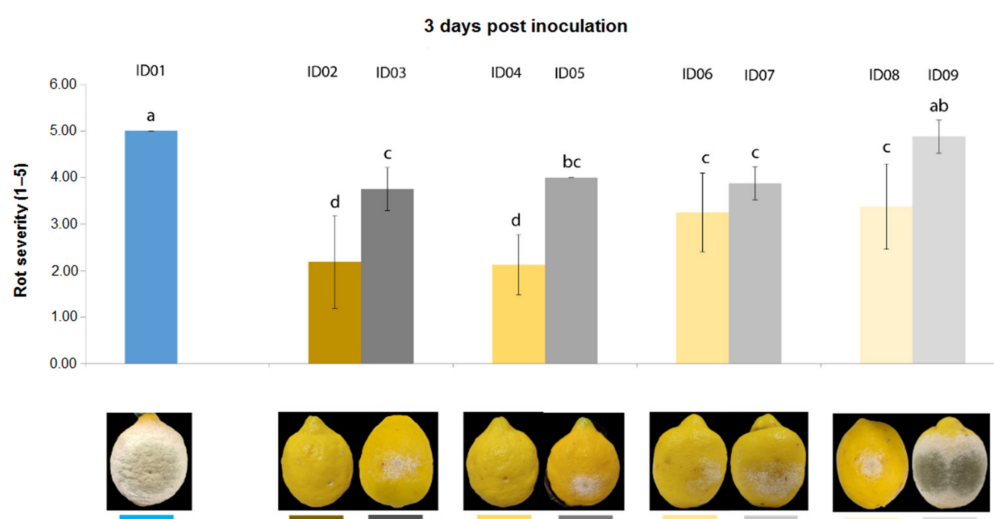 3 days post inoculation
ID01 ID02 ID03 ID04 ID05 ID06 ID07 ID08 ID09
Rot severity (1–5)
6.00
5.00
4.00
3.00
2.00
1.00
0.00
a d c d bc c c c ab